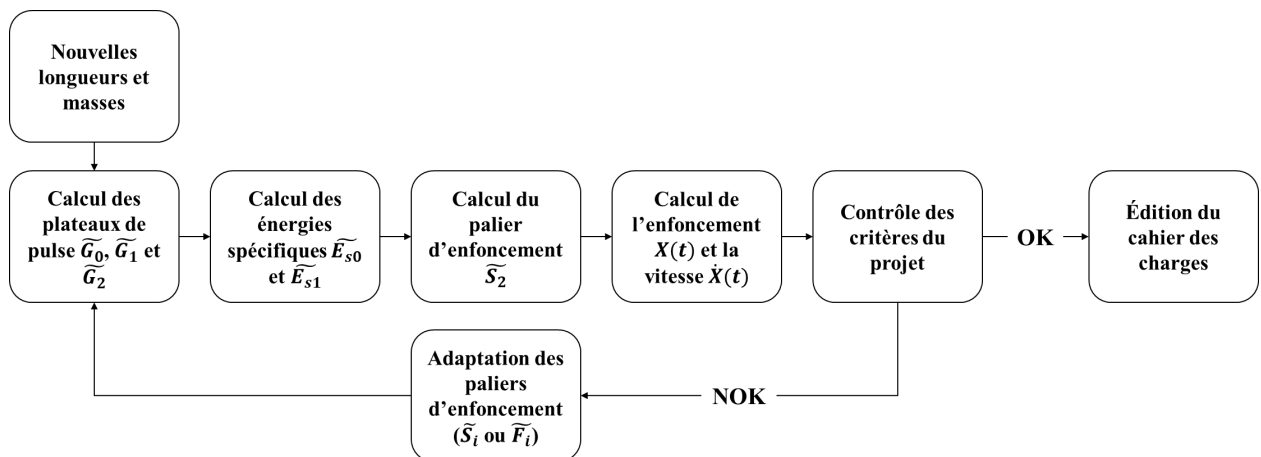 Nouvelles
longueurs et
masses
Calcul des
plateaux de
pulse G̃₀, G̃₁ et
G̃₂
Calcul des
énergies
spécifiques Ẽₛ₀
et Ẽₛ₁
Calcul du
palier
d’enfoncement
S̃₂
Calcul de
l’enfoncement
X(t) et la
vitesse Ẋ(t)
Contrôle des
critères du
projet
OK
Édition du
cahier des
charges
NOK
Adaptation des
paliers
d’enfoncement
(S̃ᵢ ou F̃ᵢ)